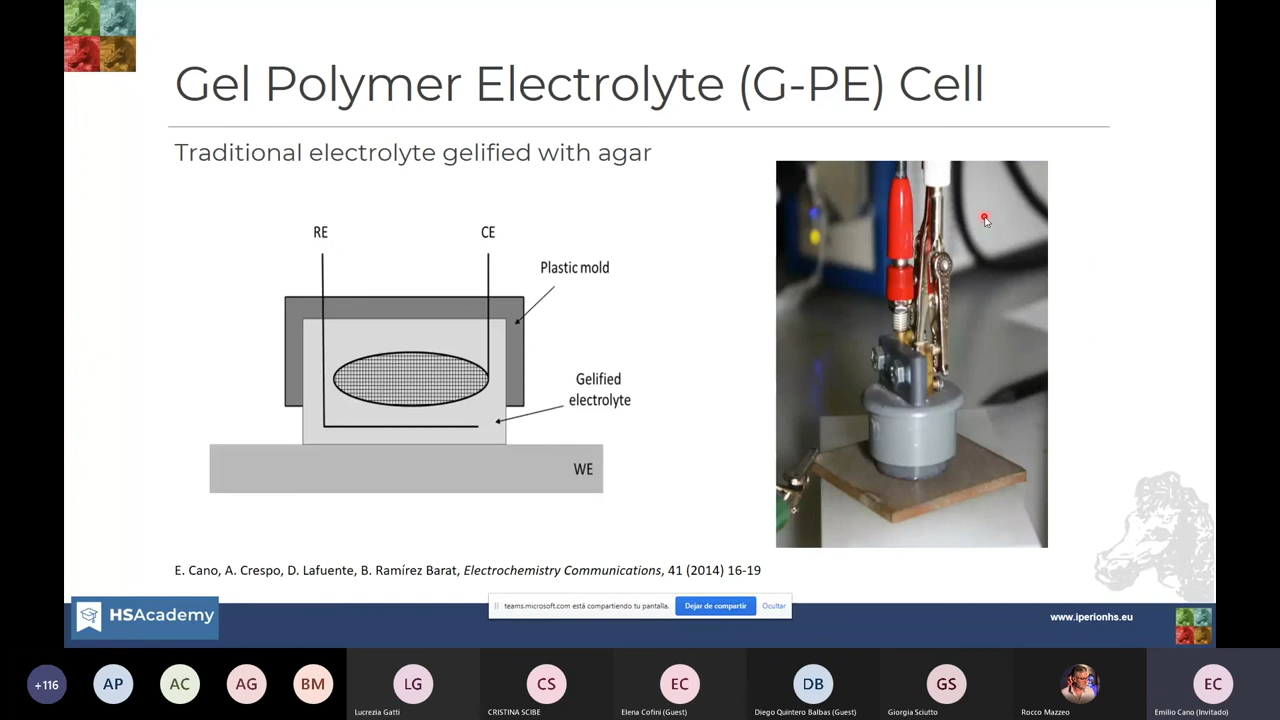 Gel Polymer Electrolyte (G-PE) Cell
Traditional electrolyte gelified with agar
RE
CE
Plastic mold
Gelified
electrolyte
WE
E. Cano, A. Crespo, D. Lafuente, B. Ramírez Barat, Electrochemistry Communications, 41 (2014) 16-19
HSAcademy
teams.microsoft.com está compartiendo tu pantalla.
Dejar de compartir
Ocultar
www.iperionhs.eu
+116
AP
AC
AG
BM
LG
Lucrezia Gatti
CS
CRISTINA SCIBE
EC
Elena Cofini (Guest)
DB
Diego Quintero Balbas (Guest)
GS
Giorgia Sciutto
Rocco Mazzeo
EC
Emilio Cano (Invitado)